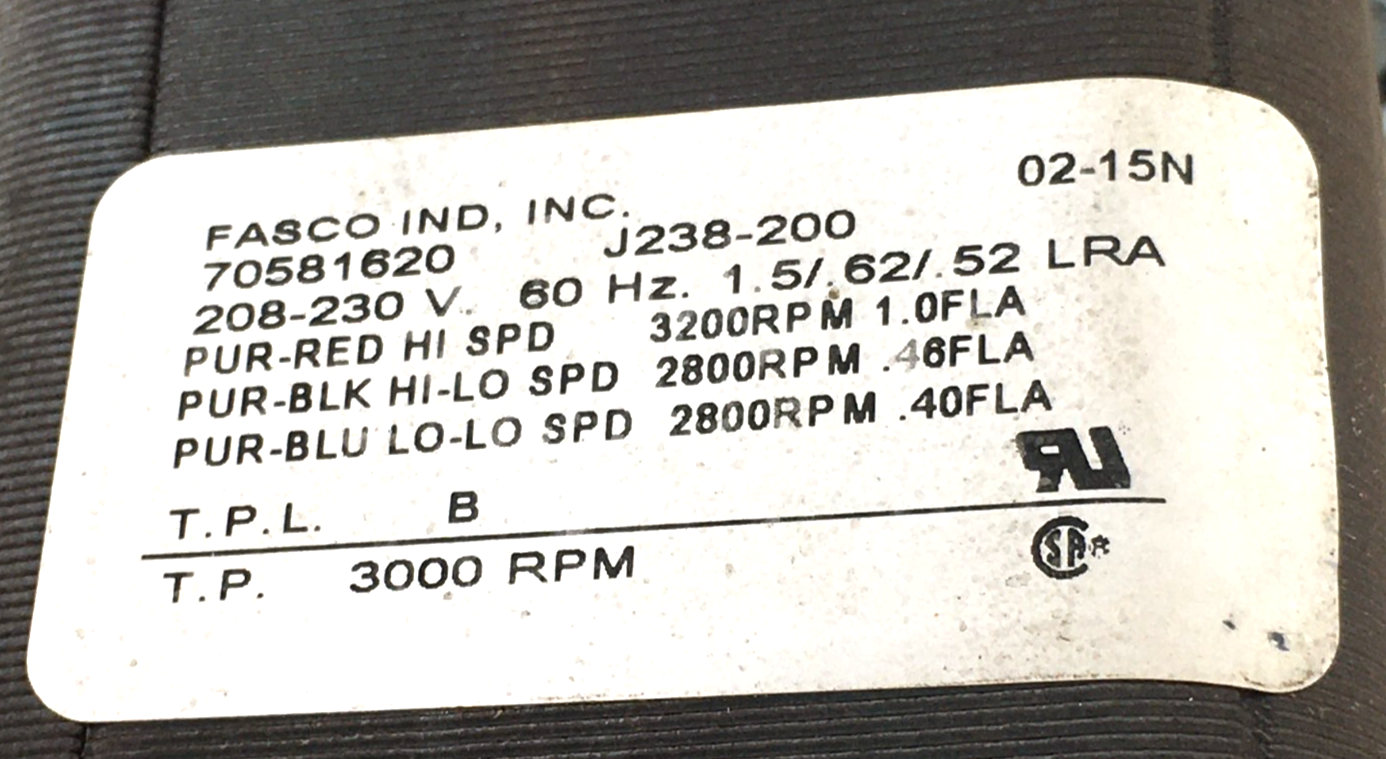 02-15N
FASCO IND, INC.
70581620 J238-200
208-230 V. 60 Hz. 1.5/.62/.52 LRA
PUR-RED HI SPD 3200RPM 1.0FLA
PUR-BLK HI-LO SPD 2800RPM .46FLA
PUR-BLU LO-LO SPD 2800RPM .40FLA
T.P.L. B
T.P. 3000 RPM